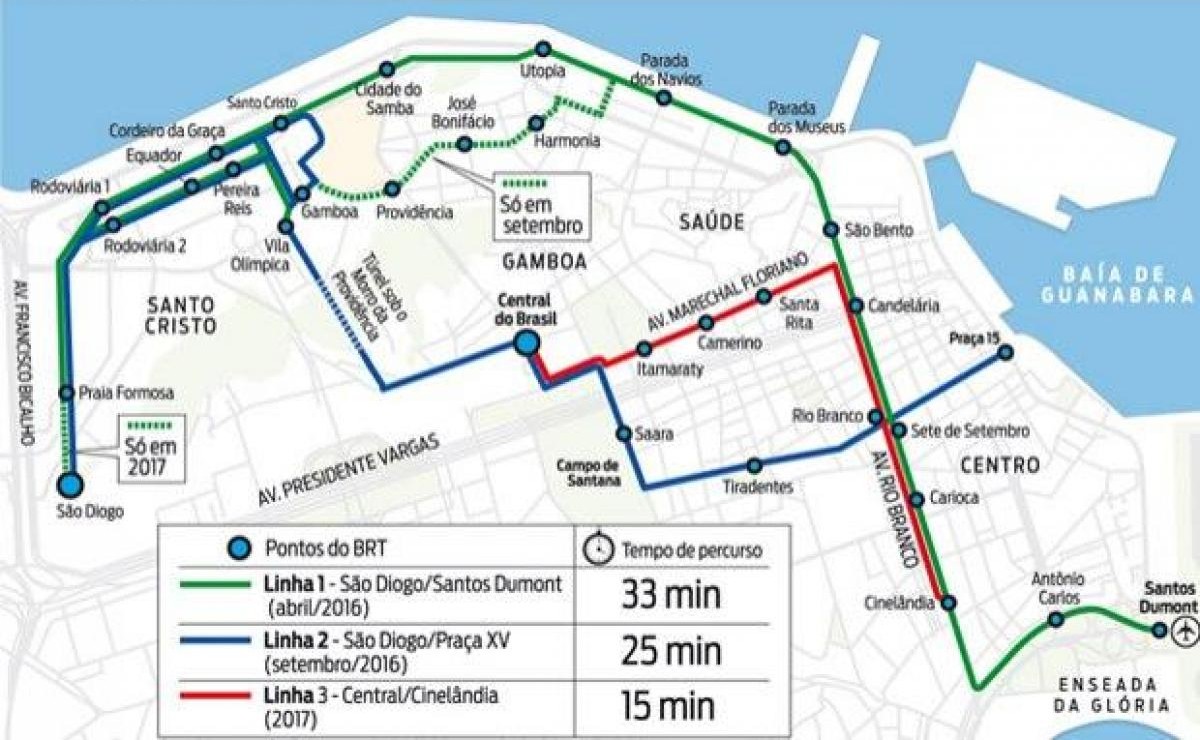 Utopia
Parada
dos Navios
Cidade do
Samba
Santo Cristo
José
Bonifácio
Parada
dos Museus
Cordeiro da Graça
Harmonia
Equador
Rodoviária 1
Pereira
Reis
Gamboa
Providência
Só em
setembro
SAÚDE
São Bento
Rodoviária 2
Vila
Olímpica
GAMBOA
Túnel sob o
Morro da
Providência
AV. MARECHAL FLORIANO
BAÍA DE
GUANABARA
SANTO
CRISTO
Central
do Brasil
Santa
Rita
Candelária
Camerino
Praça 15
Itamaraty
AV. FRANCISCO BICALHO
Praia Formosa
Rio Branco
Sete de Setembro
Só em
2017
Saara
AV. PRESIDENTE VARGAS
Campo de
Santana
CENTRO
Tiradentes
AV. RIO BRANCO
Carioca
São Diogo
Pontos do BRT
Tempo de percurso
Linha 1 - São Diogo/Santos Dumont
(abril/2016)
33 min
Linha 2 - São Diogo/Praça XV
(setembro/2016)
25 min
Linha 3 - Central/Cinelândia
(2017)
15 min
Cinelândia
Antônio
Carlos
Santos
Dumont
ENSEADA
DA GLÓRIA